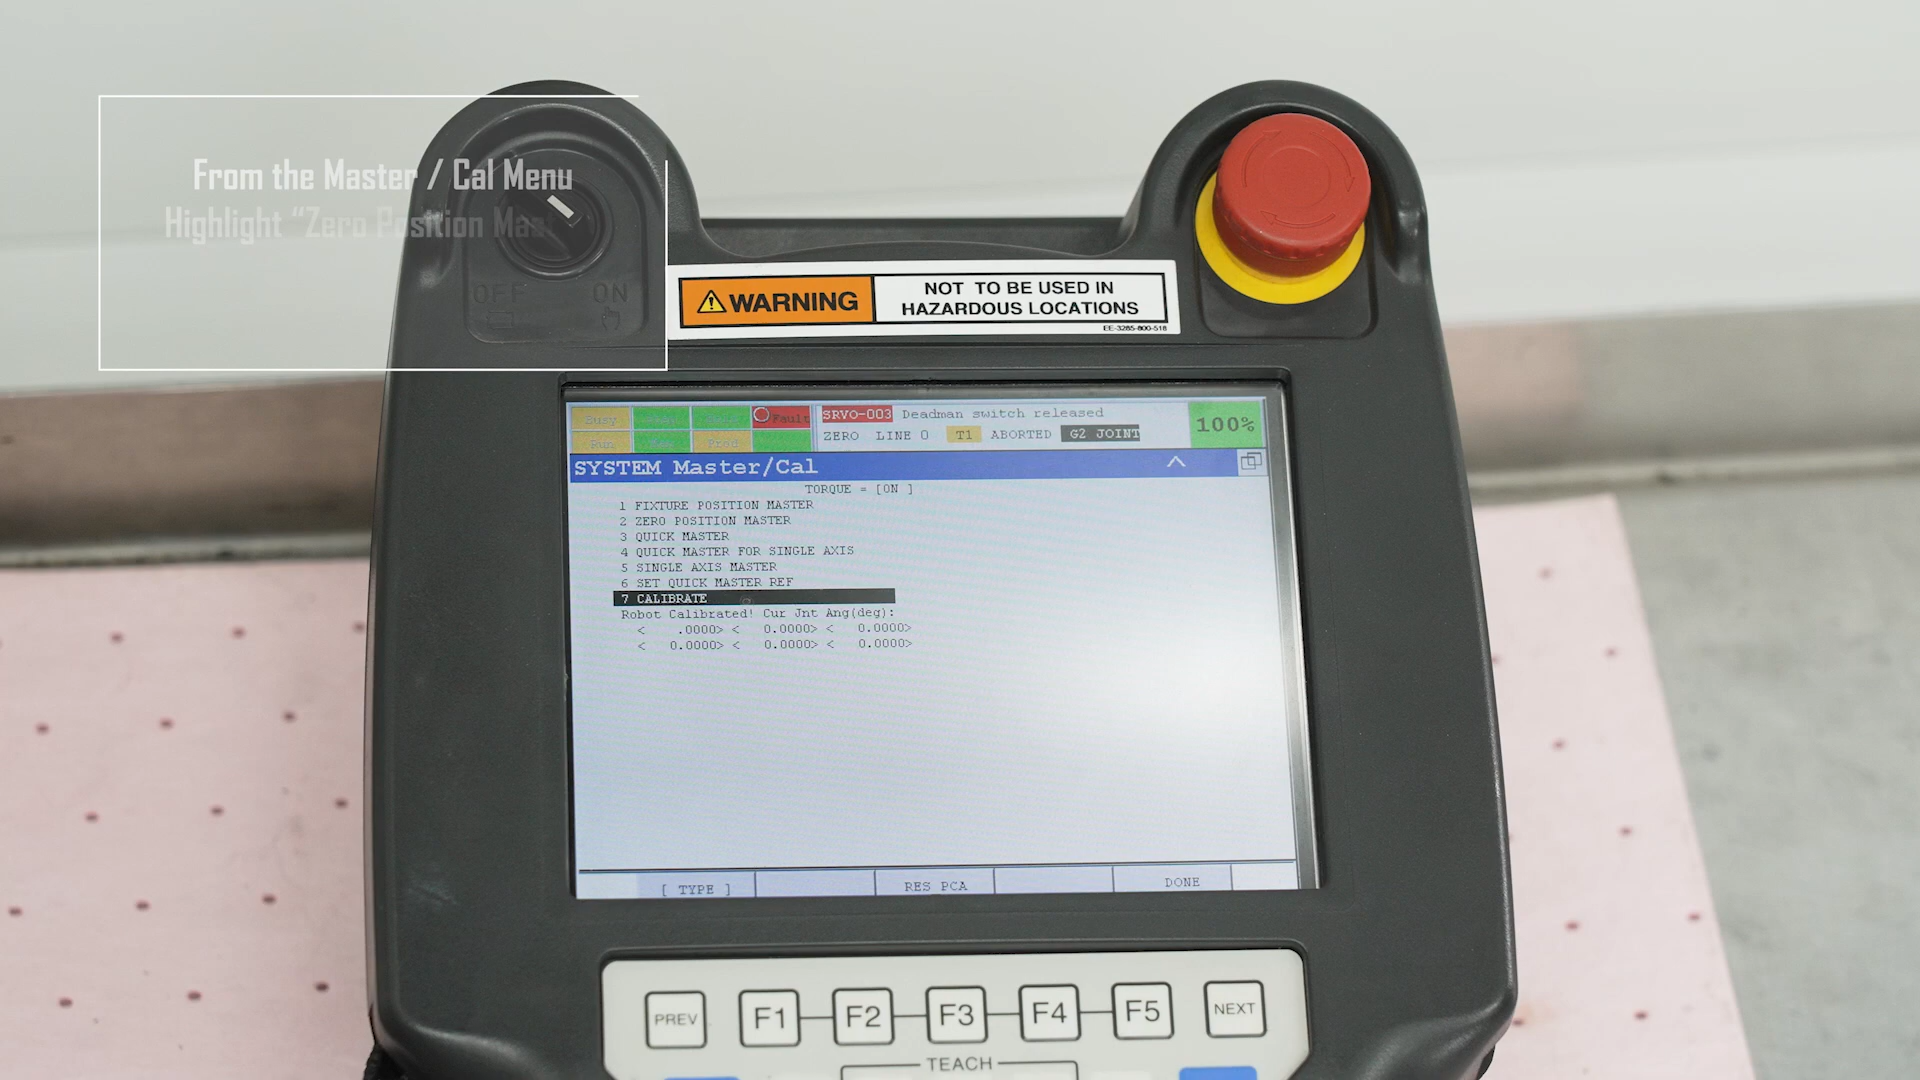 From the Master / Cal Menu
Highlight “Zero Position Mas
OFF ON
WARNING
NOT TO BE USED IN
HAZARDOUS LOCATIONS
EE-3285-800-518
Busy
Fault
SRVO-003 Deadman switch released
Run
Prod
ZERO LINE 0 T1 ABORTED G2 JOINT
100%
SYSTEM Master/Cal
TORQUE = [ON ]
1 FIXTURE POSITION MASTER
2 ZERO POSITION MASTER
3 QUICK MASTER
4 QUICK MASTER FOR SINGLE AXIS
5 SINGLE AXIS MASTER
6 SET QUICK MASTER REF
7 CALIBRATE
Robot Calibrated! Cur Jnt Ang(deg):
< .0000> < 0.0000> < 0.0000>
< 0.0000> < 0.0000> < 0.0000>
[ TYPE ] RES PCA DONE
PREV F1 F2 F3 F4 F5 NEXT
TEACH